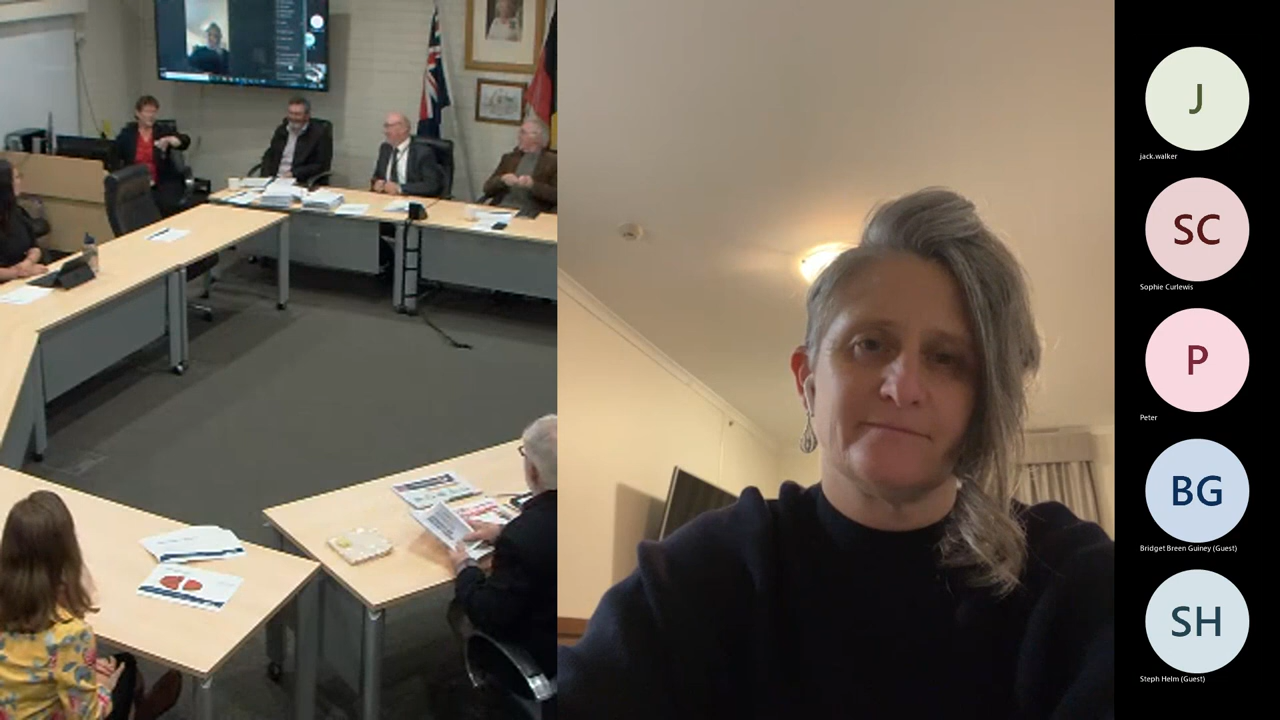 J
jack.walker
SC
Sophie Curlewis
P
Peter
BG
Bridget Breen Guiney (Guest)
SH
Steph Helm (Guest)